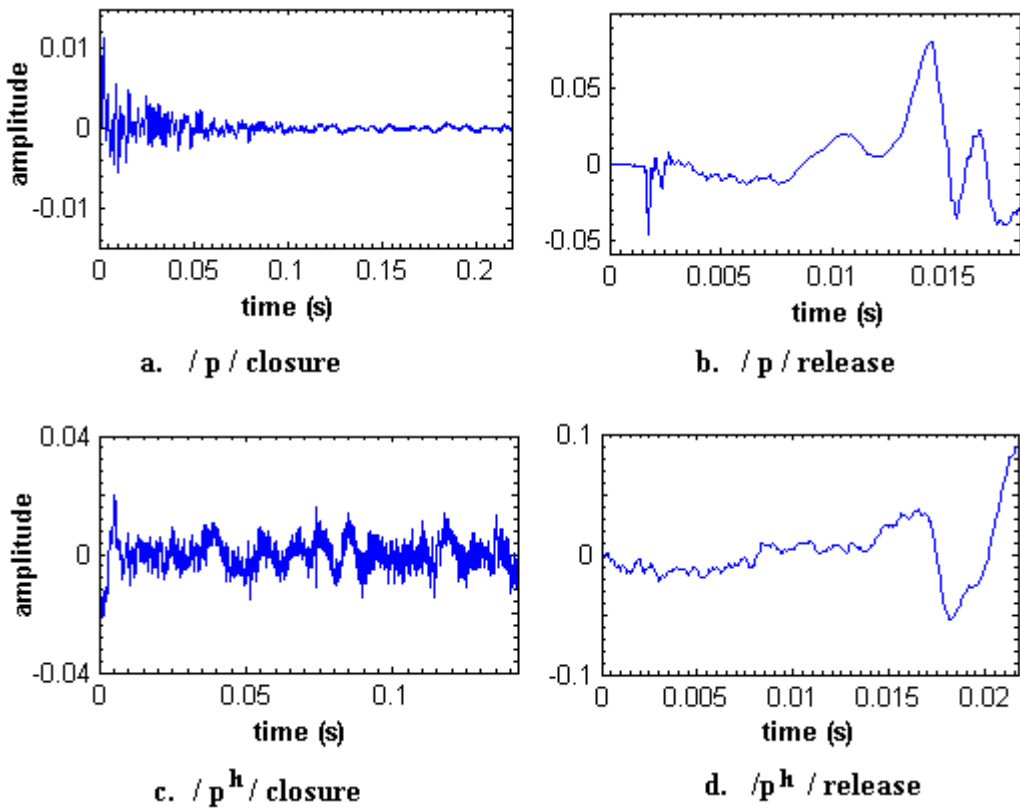 0.01
0
-0.01
amplitude
0 0.05 0.1 0.15 0.2
time (s)
a. / p / closure
0.05
0
-0.05
0 0.005 0.01 0.015
time (s)
b. / p / release
0.04
0
-0.04
amplitude
0 0.05 0.1
time (s)
c. / pʰ / closure
0.1
0
-0.1
0 0.005 0.01 0.015 0.02
time (s)
d. /pʰ / release